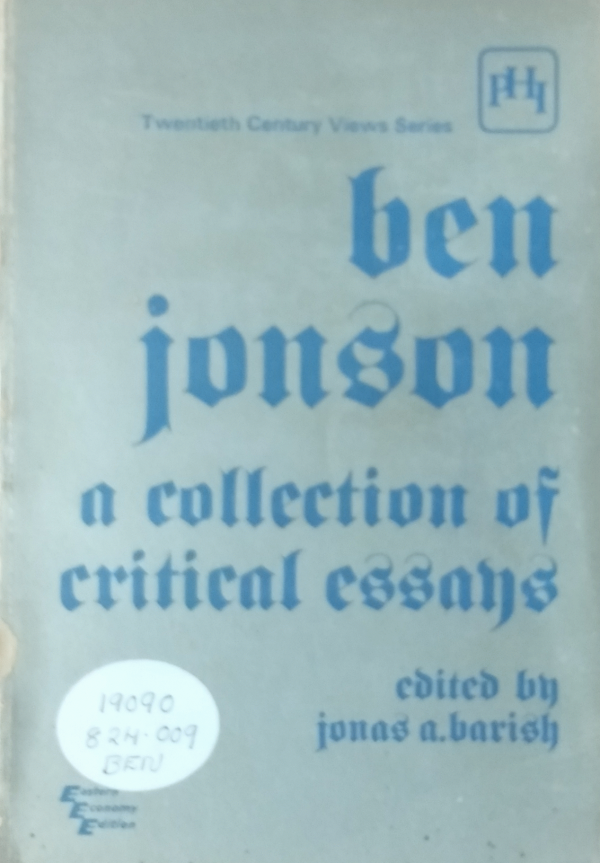 PHI
Twentieth Century Views Series
ben
jonson
a collection of
critical essays
edited by
jonas a.barish
19090
824.009
BEN
Eastern
Economy
Edition